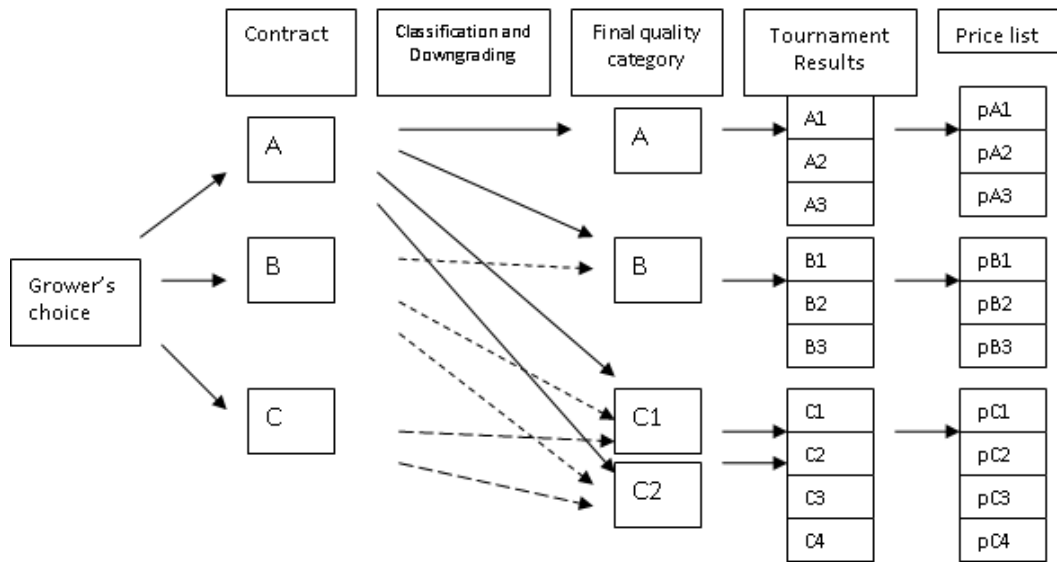 Contract
Classification and
Downgrading
Final quality
category
Tournament
Results
Price list
Grower's
choice
A
B
C
A
B
C1
C2
A1
A2
A3
B1
B2
B3
C1
C2
C3
C4
pA1
pA2
pA3
pB1
pB2
pB3
pC1
pC2
pC3
pC4